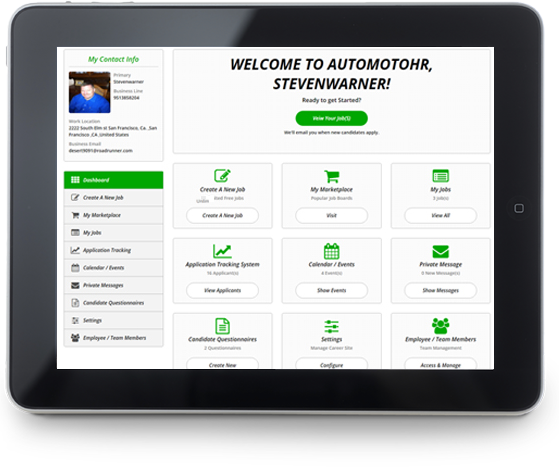 My Contact Info
Primary
Stevenwarner
Business Line
9515858204
Work Location
2222 South Elm st San Francisco, Ca. ,San
Francisco ,CA ,United States
Business Email
desert9891@roadrunner.com
Dashboard
Create A New Job
My Marketplace
My Jobs
Application Tracking
Calendar / Events
Private Messages
Candidate Questionnaires
Settings
Employee / Team Members
WELCOME TO AUTOMOTOHR,
STEVENWARNER!
Ready to get Started?
View Your Job(S)
We'll email you when new candidates apply.
Create A New Job
ited Free Jobs
Create A New Job
My Marketplace
Popular Job Boards
Visit
My Jobs
3 Job(s)
View All
Application Tracking System
16 Applicant(s)
View Applicants
Calendar / Events
4 Event(s)
Show Events
Private Message
0 New Message(s)
Show Messages
Candidate Questionnaires
2 Questionnaires
Create New
Settings
Manage Career Site
Configure
Employee / Team Members
Team Management
Access & Manage